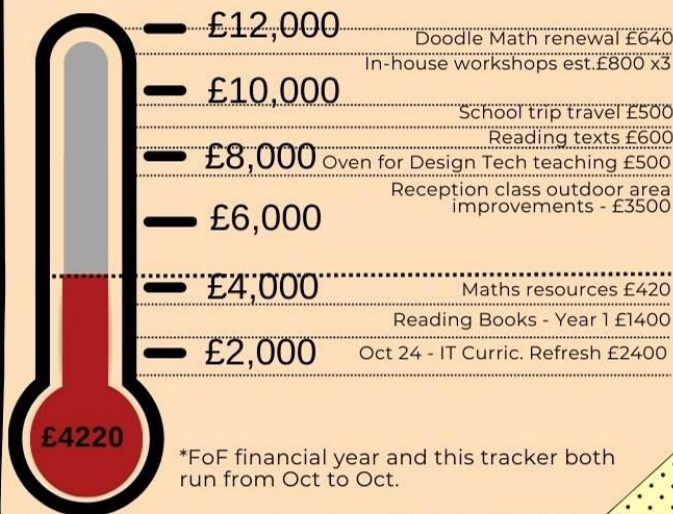 £12,000
Doodle Math renewal £640
In-house workshops est.£800 x3
£10,000
School trip travel £500
Reading texts £600
£8,000 Oven for Design Tech teaching £500
Reception class outdoor area
improvements - £3500
£6,000
£4,000 Maths resources £420
Reading Books - Year 1 £1400
£2,000 Oct 24 - IT Curric. Refresh £2400
£4220
*FoF financial year and this tracker both
run from Oct to Oct.